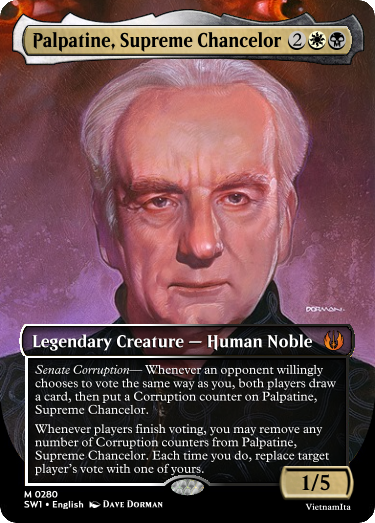 Palpatine, Supreme Chancelor 2
DORMAN
Legendary Creature — Human Noble
Senate Corruption— Whenever an opponent willingly
chooses to vote the same way as you, both players draw
a card, then put a Corruption counter on Palpatine,
Supreme Chancelor.
Whenever players finish voting, you may remove any
number of Corruption counters from Palpatine,
Supreme Chancelor. Each time you do, replace target
player's vote with one of yours.
1/5
M 0280
SW1 • English DAVE DORMAN
VietnamIta